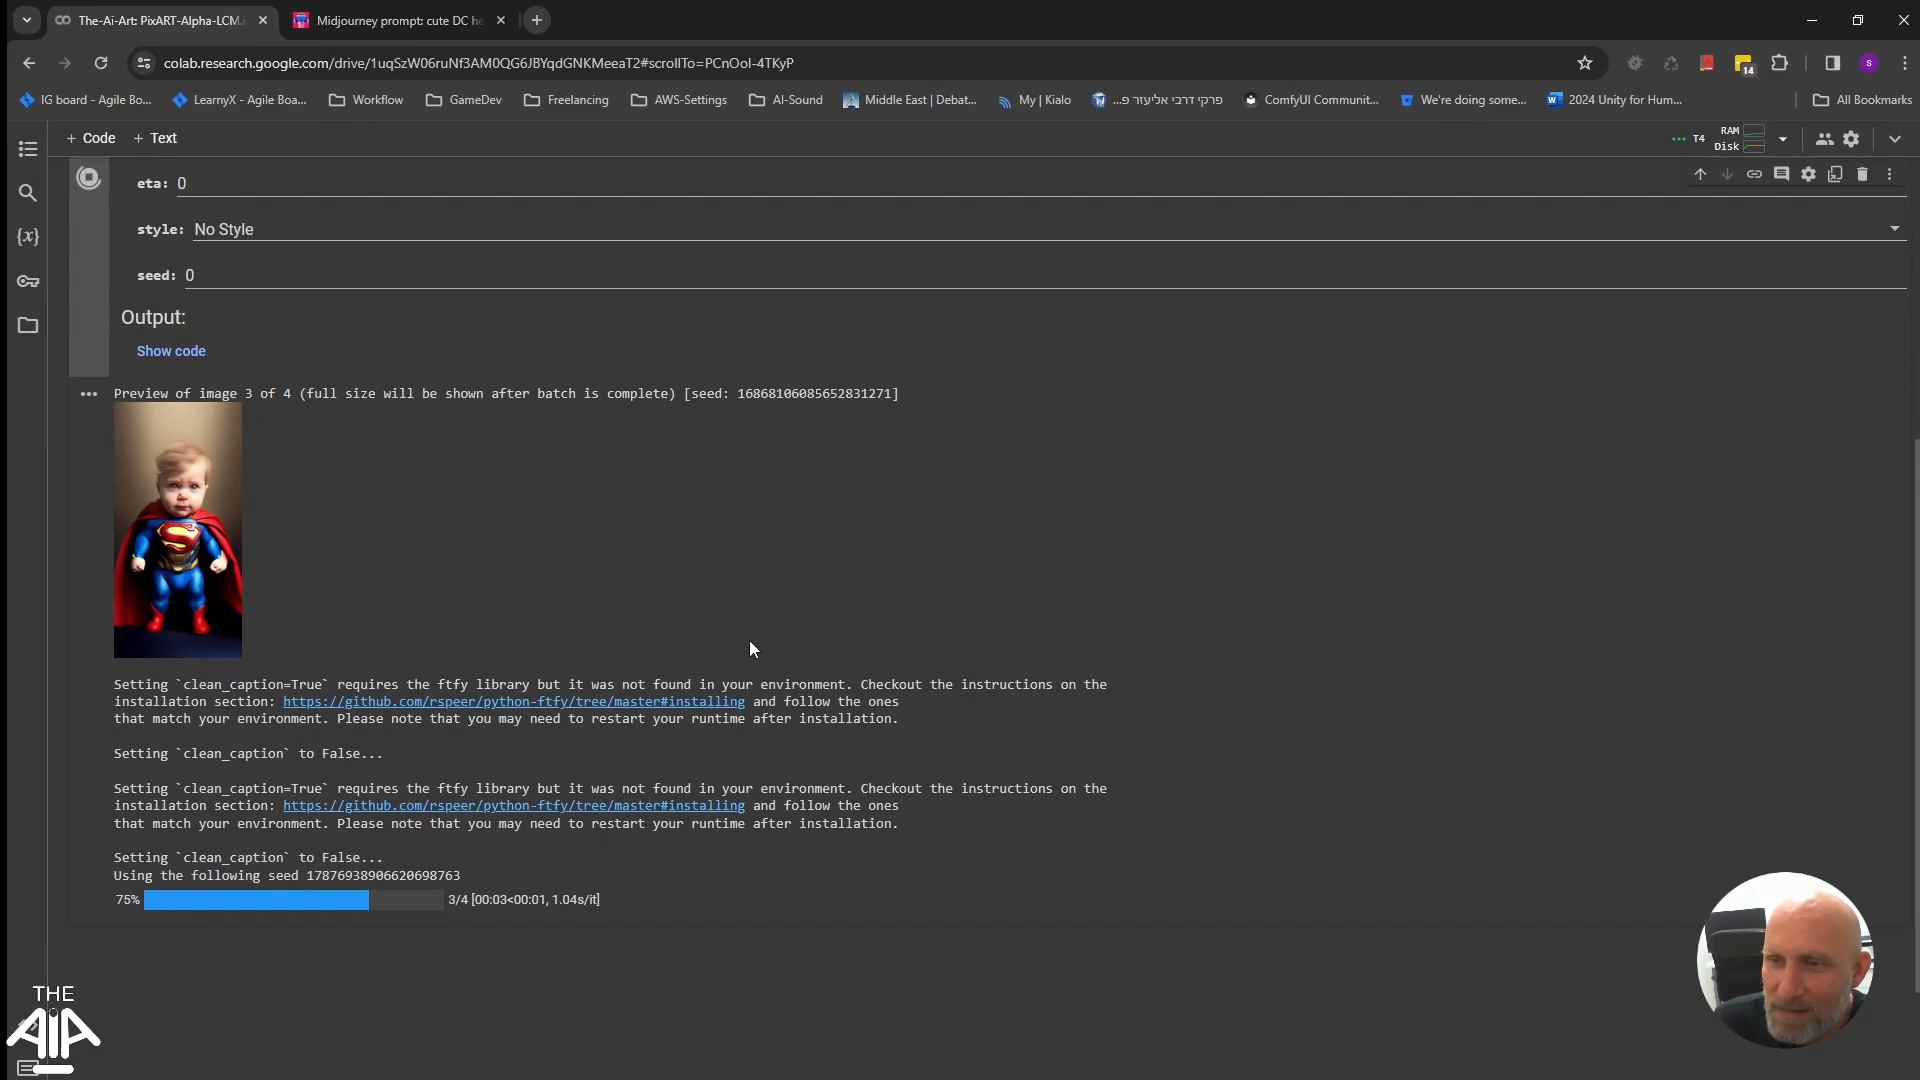 The-Ai-Art: PixART-Alpha-LCM.i
Midjourney prompt: cute DC he
colab.research.google.com/drive/1uqSzW06ruNf3AM0QG6JBYqdGNKMeeaT2#scrollTo=PCnOol-4TKyP
14
s
IG board - Agile Bo...
LearnyX - Agile Boa...
Workflow
GameDev
Freelancing
AWS-Settings
AI-Sound
Middle East | Debat...
My | Kialo
פרקי דרבי אליעזר פ...
ComfyUI Communit...
We're doing some...
2024 Unity for Hum...
All Bookmarks
+ Code + Text
T4
RAM
Disk
{x}
eta: 0
style: No Style
seed: 0
Output:
Show code
Preview of image 3 of 4 (full size will be shown after batch is complete) [seed: 16868106085652831271]
Setting `clean_caption=True` requires the ftfy library but it was not found in your environment. Checkout the instructions on the
installation section: https://github.com/rspeer/python-ftfy/tree/master#installing and follow the ones
that match your environment. Please note that you may need to restart your runtime after installation.
Setting `clean_caption` to False...
Setting `clean_caption=True` requires the ftfy library but it was not found in your environment. Checkout the instructions on the
installation section: https://github.com/rspeer/python-ftfy/tree/master#installing and follow the ones
that match your environment. Please note that you may need to restart your runtime after installation.
Setting `clean_caption` to False...
Using the following seed 17876938906620698763
75% 3/4 [00:03<00:01, 1.04s/it]
THE
AIA